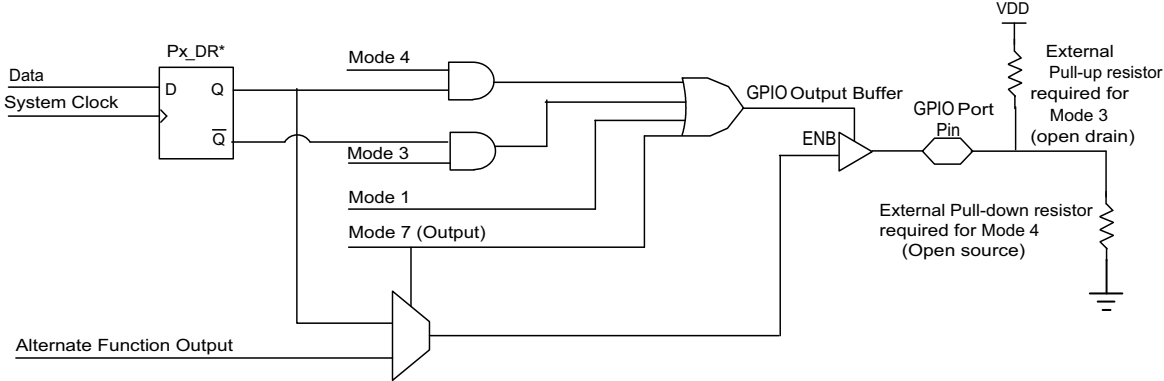 VDD
Px_DR*
Mode 4
External
Pull-up resistor
required for
Mode 3
(open drain)
Data
D
Q
System Clock
GPIO Output Buffer
GPIO Port
Pin
Q
Mode 3
ENB
Mode 1
External Pull-down resistor
required for Mode 4
(Open source)
Mode 7 (Output)
Alternate Function Output